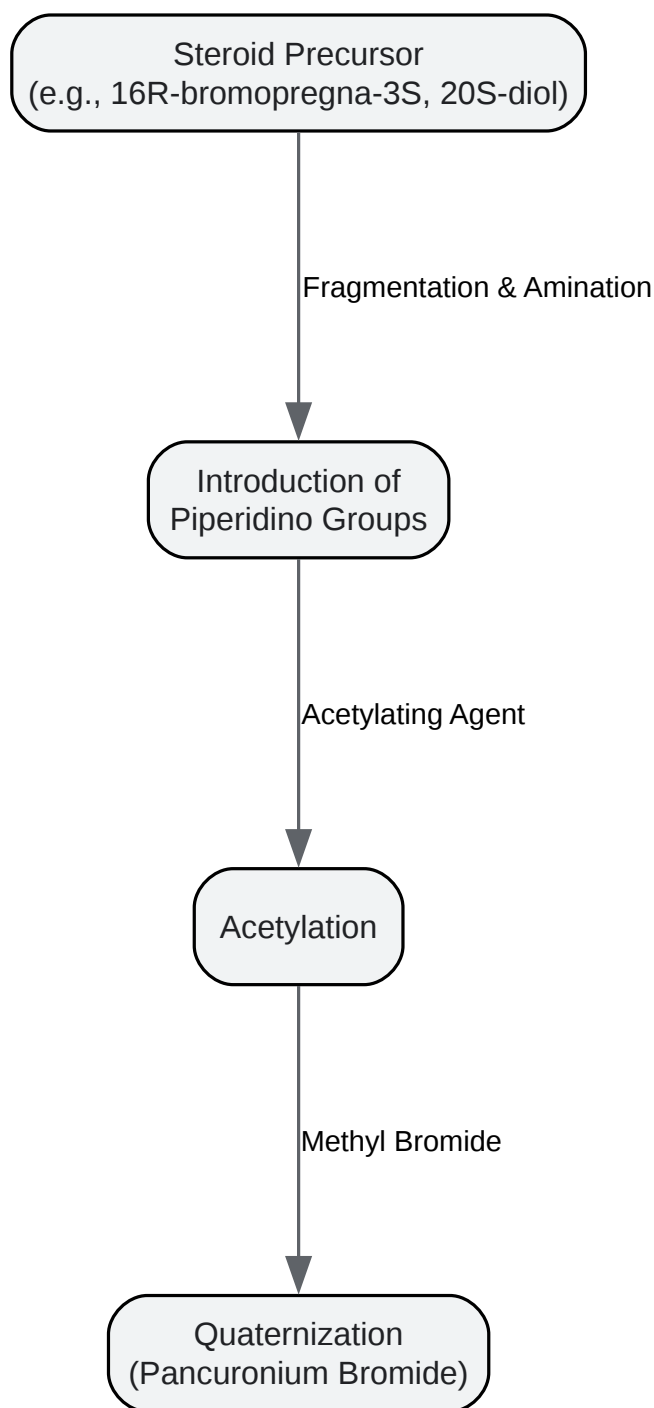 Steroid Precursor
(e.g., 16R-bromopregna-3S, 20S-diol)
Fragmentation & Amination
Introduction of
Piperidino Groups
Acetylating Agent
Acetylation
Methyl Bromide
Quaternization
(Pancuronium Bromide)